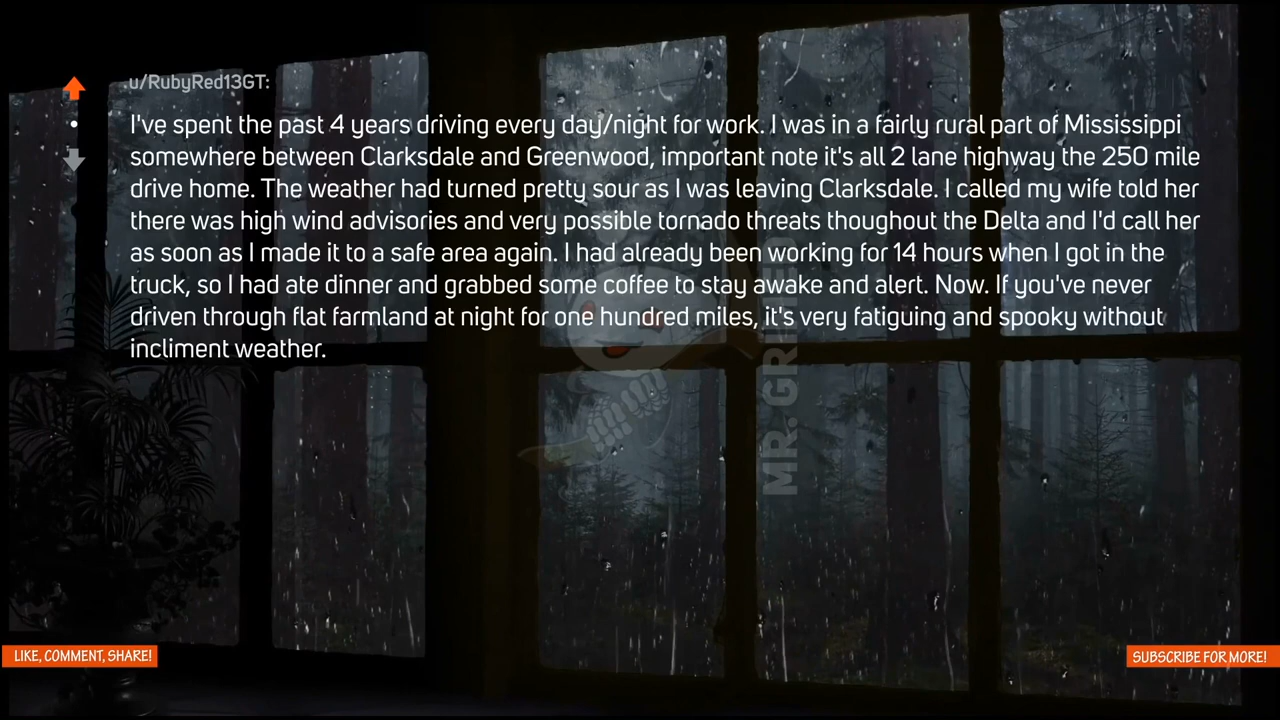 u/RubyRed13GT:
I've spent the past 4 years driving every day/night for work. I was in a fairly rural part of Mississippi
somewhere between Clarksdale and Greenwood, important note it's all 2 lane highway the 250 mile
drive home. The weather had turned pretty sour as I was leaving Clarksdale. I called my wife told her
there was high wind advisories and very possible tornado threats thoughout the Delta and I'd call her
as soon as I made it to a safe area again. I had already been working for 14 hours when I got in the
truck, so I had ate dinner and grabbed some coffee to stay awake and alert. Now. If you've never
driven through flat farmland at night for one hundred miles, it's very fatiguing and spooky without
incliment weather.
MR. GRIMED
LIKE, COMMENT, SHARE!
SUBSCRIBE FOR MORE!